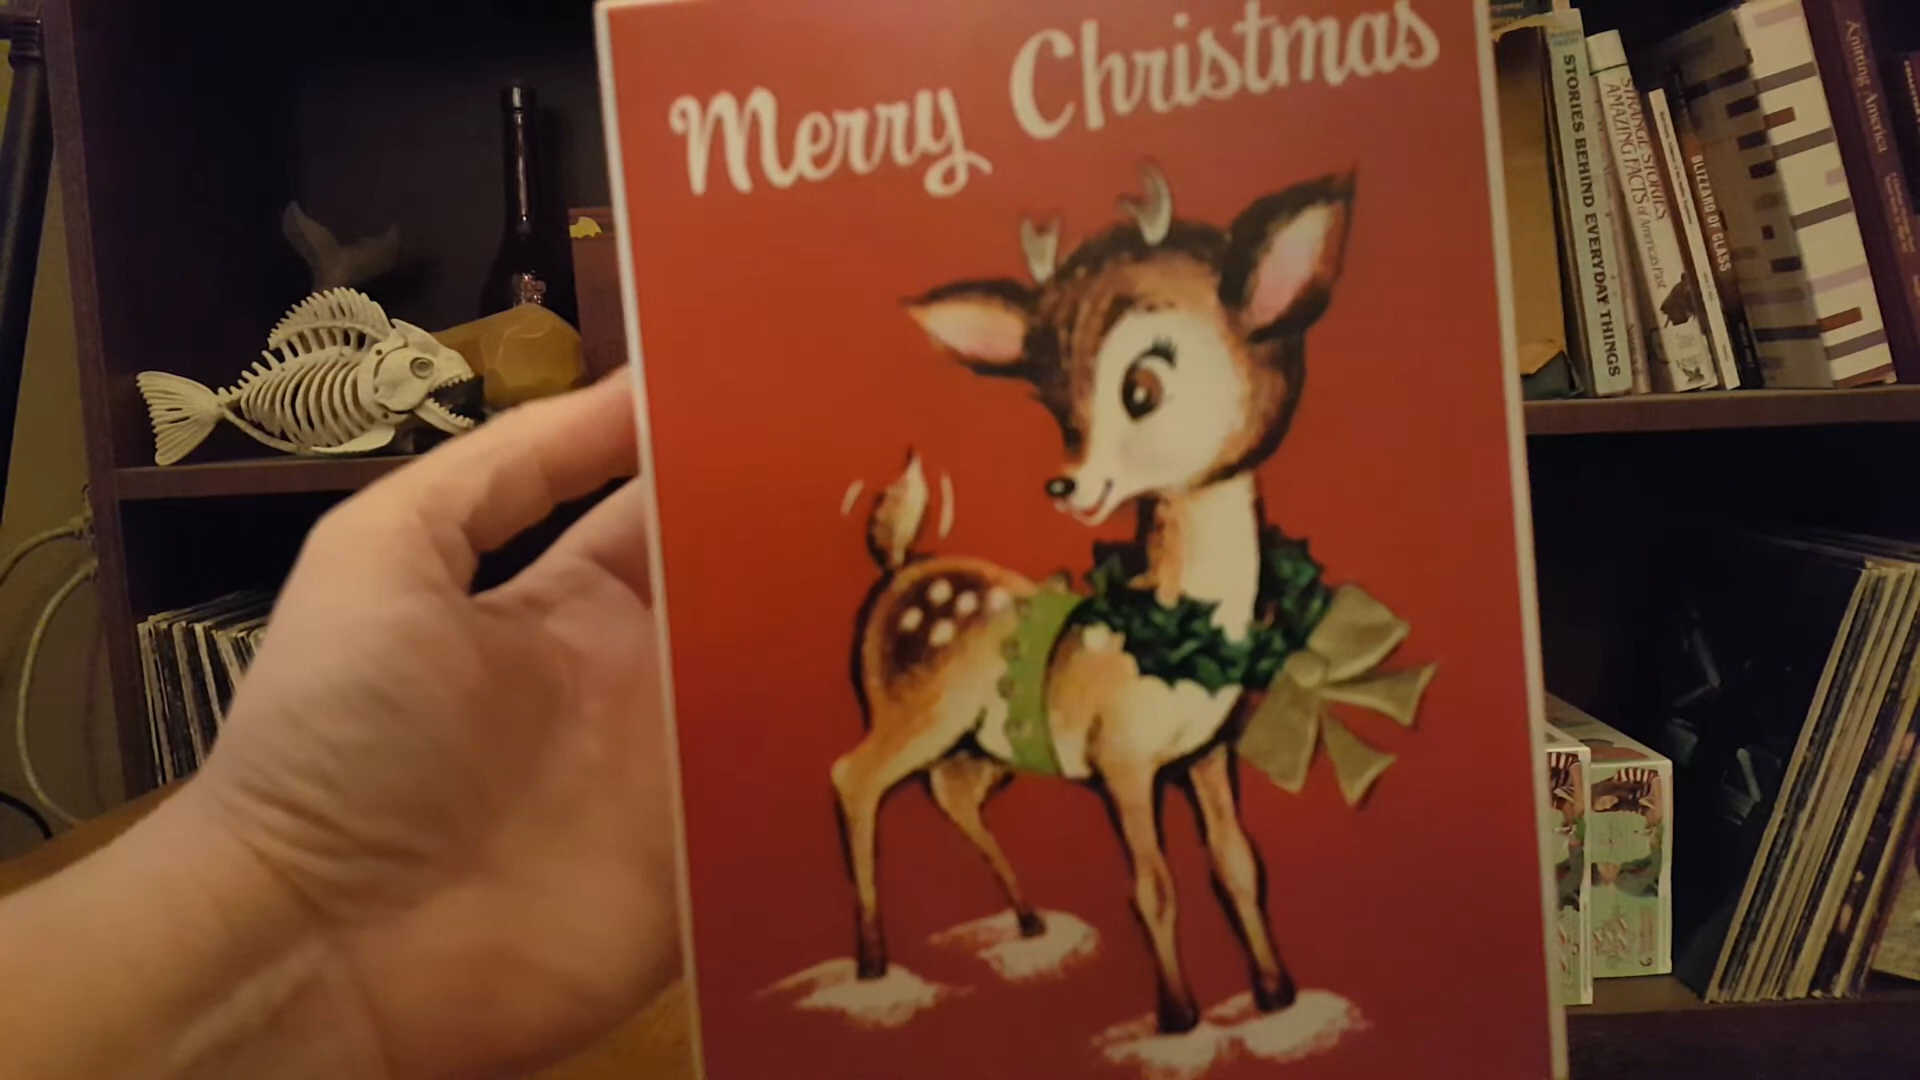 Merry Christmas
STORIES BEHIND EVERYDAY THINGS
STRANGE STORIES
AMAZING FACTS of America's Past
BLIZZARD OF GLASS
Knitting America